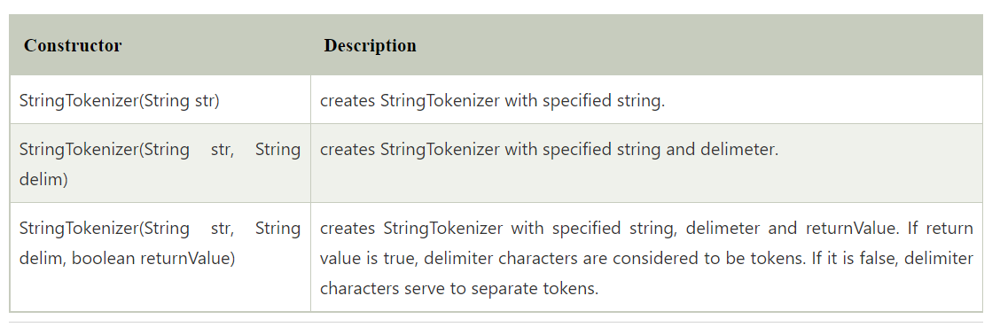 Constructor Description
StringTokenizer(String str) creates StringTokenizer with specified string.
StringTokenizer(String str, String creates StringTokenizer with specified string and delimeter.
delim)
StringTokenizer(String str, String creates StringTokenizer with specified string, delimeter and returnValue. If return
delim, boolean returnValue) value is true, delimiter characters are considered to be tokens. If it is false, delimiter
characters serve to separate tokens.